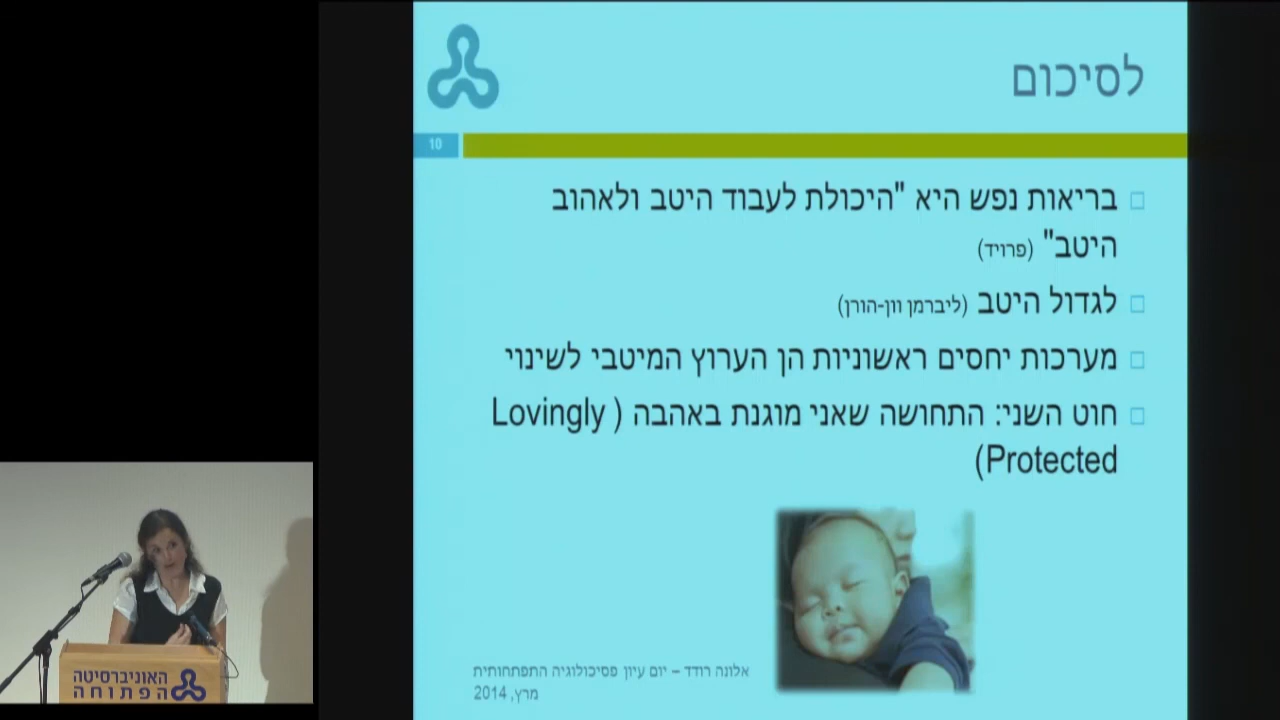 לסיכום
10
בריאות נפש היא "היכולת לעבוד היטב ולאהוב
היטב" (פרויד)
לגדול היטב (ליברמן וון-הורן)
מערכות יחסים ראשוניות הן הערוץ המיטבי לשינוי
חוט השני: התחושה שאני מוגנת באהבה (Lovingly
Protected)
אלונה רודד – יום עיון פסיכולוגיה התפתחותית
מרץ, 2014
האוניברסיטה
הפתוחה